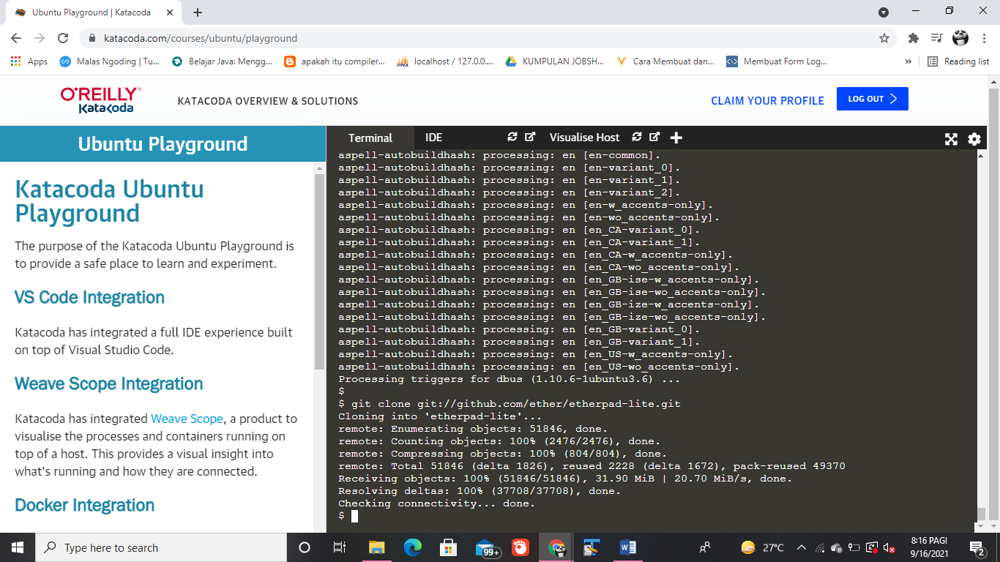 Ubuntu Playground | Katacoda
katacoda.com/courses/ubuntu/playground
Apps
Malas Ngoding | Tu...
Belajar Java: Mengg...
apakah itu compiler...
localhost / 127.0.0....
KUMPULAN JOBSH...
Cara Membuat dan...
Membuat Form Log...
»
Reading list
O'REILLY®
Katacoda
KATACODA OVERVIEW & SOLUTIONS
CLAIM YOUR PROFILE
LOG OUT
Ubuntu Playground
Katacoda Ubuntu
Playground
The purpose of the Katacoda Ubuntu Playground is
to provide a safe place to learn and experiment.
VS Code Integration
Katacoda has integrated a full IDE experience built
on top of Visual Studio Code.
Weave Scope Integration
Katacoda has integrated Weave Scope, a product to
visualise the processes and containers running on
top of a host. This provides a visual insight into
what's running and how they are connected.
Docker Integration
Terminal
IDE
Visualise Host
aspell-autobuildhash: processing: en [en-common].
aspell-autobuildhash: processing: en [en-variant_0].
aspell-autobuildhash: processing: en [en-variant_1].
aspell-autobuildhash: processing: en [en-variant_2].
aspell-autobuildhash: processing: en [en-w_accents-only].
aspell-autobuildhash: processing: en [en-wo_accents-only].
aspell-autobuildhash: processing: en [en_CA-variant_0].
aspell-autobuildhash: processing: en [en_CA-variant_1].
aspell-autobuildhash: processing: en [en_CA-w_accents-only].
aspell-autobuildhash: processing: en [en_CA-wo_accents-only].
aspell-autobuildhash: processing: en [en_GB-ise-w_accents-only].
aspell-autobuildhash: processing: en [en_GB-ise-wo_accents-only].
aspell-autobuildhash: processing: en [en_GB-ize-w_accents-only].
aspell-autobuildhash: processing: en [en_GB-ize-wo_accents-only].
aspell-autobuildhash: processing: en [en_GB-variant_0].
aspell-autobuildhash: processing: en [en_GB-variant_1].
aspell-autobuildhash: processing: en [en_US-w_accents-only].
aspell-autobuildhash: processing: en [en_US-wo_accents-only].
Processing triggers for dbus (1.10.6-1ubuntu3.6) ...
$
$ git clone git://github.com/ether/etherpad-lite.git
Cloning into 'etherpad-lite'...
remote: Enumerating objects: 51846, done.
remote: Counting objects: 100% (2476/2476), done.
remote: Compressing objects: 100% (804/804), done.
remote: Total 51846 (delta 1826), reused 2228 (delta 1672), pack-reused 49370
Receiving objects: 100% (51846/51846), 31.90 MiB | 20.70 MiB/s, done.
Resolving deltas: 100% (37708/37708), done.
Checking connectivity... done.
$
Type here to search
99+
27°C
8:16 PAGI
9/16/2021
2